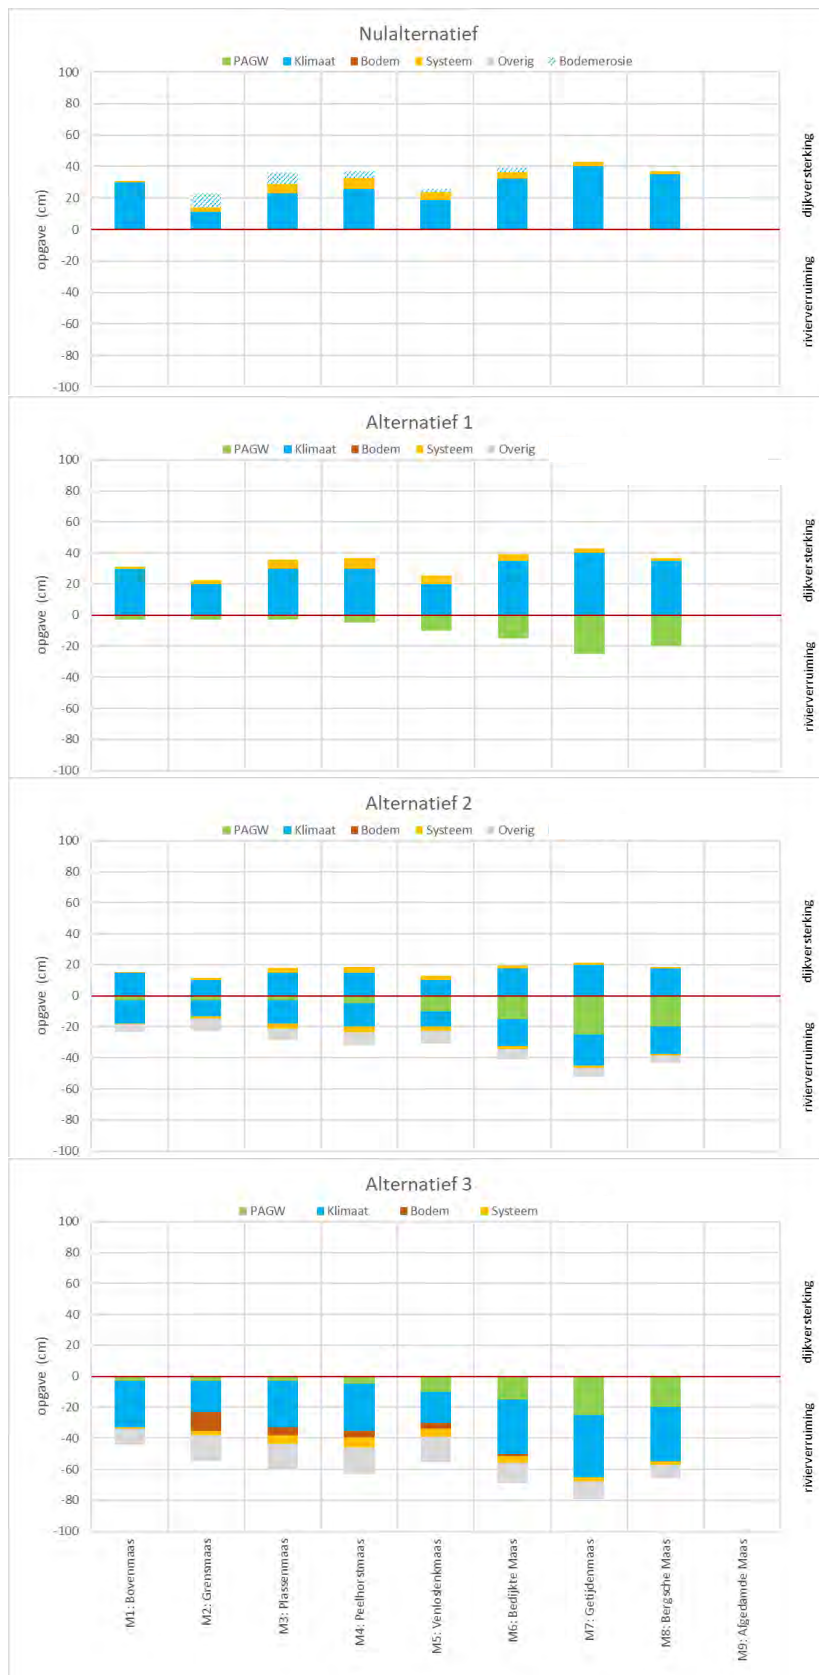 Nulalternatief
PAGW Klimaat Bodem Systeem Overig Bodemerosie
100
80
60
40
20
0
-20
-40
-60
-80
-100
opgave (cm)
dijkversterking
rivierverruiming
Alternatief 1
PAGW Klimaat Bodem Systeem Overig
100
80
60
40
20
0
-20
-40
-60
-80
-100
opgave (cm)
dijkversterking
rivierverruiming
Alternatief 2
PAGW Klimaat Bodem Systeem Overig
100
80
60
40
20
0
-20
-40
-60
-80
-100
opgave (cm)
dijkversterking
rivierverruiming
Alternatief 3
PAGW Klimaat Bodem Systeem
100
80
60
40
20
0
-20
-40
-60
-80
-100
opgave (cm)
dijkversterking
rivierverruiming
M1: Bovenmaas
M2: Grensmaas
M3: Plassenmaas
M4: Peelhorstmaas
M5: Venloslenkmaas
M6: Bedijkte Maas
M7: Getijdenmaas
M8: Bergsche Maas
M9: Afgedamde Maas